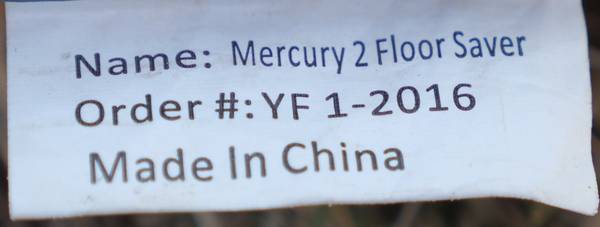 Name: Mercury 2 Floor Saver
Order #: YF 1-2016
Made In China